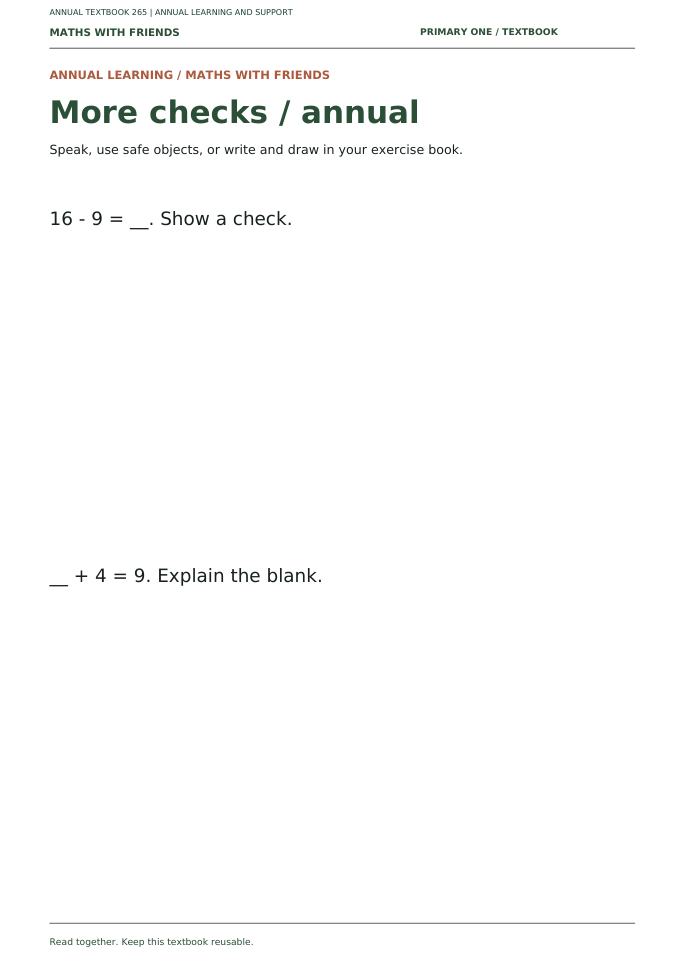 ANNUAL TEXTBOOK 265 | ANNUAL LEARNING AND SUPPORT
MATHS WITH FRIENDS
PRIMARY ONE / TEXTBOOK
ANNUAL LEARNING / MATHS WITH FRIENDS
More checks / annual
Speak, use safe objects, or write and draw in your exercise book.
16 - 9 = __. Show a check.
__ + 4 = 9. Explain the blank.
Read together. Keep this textbook reusable.